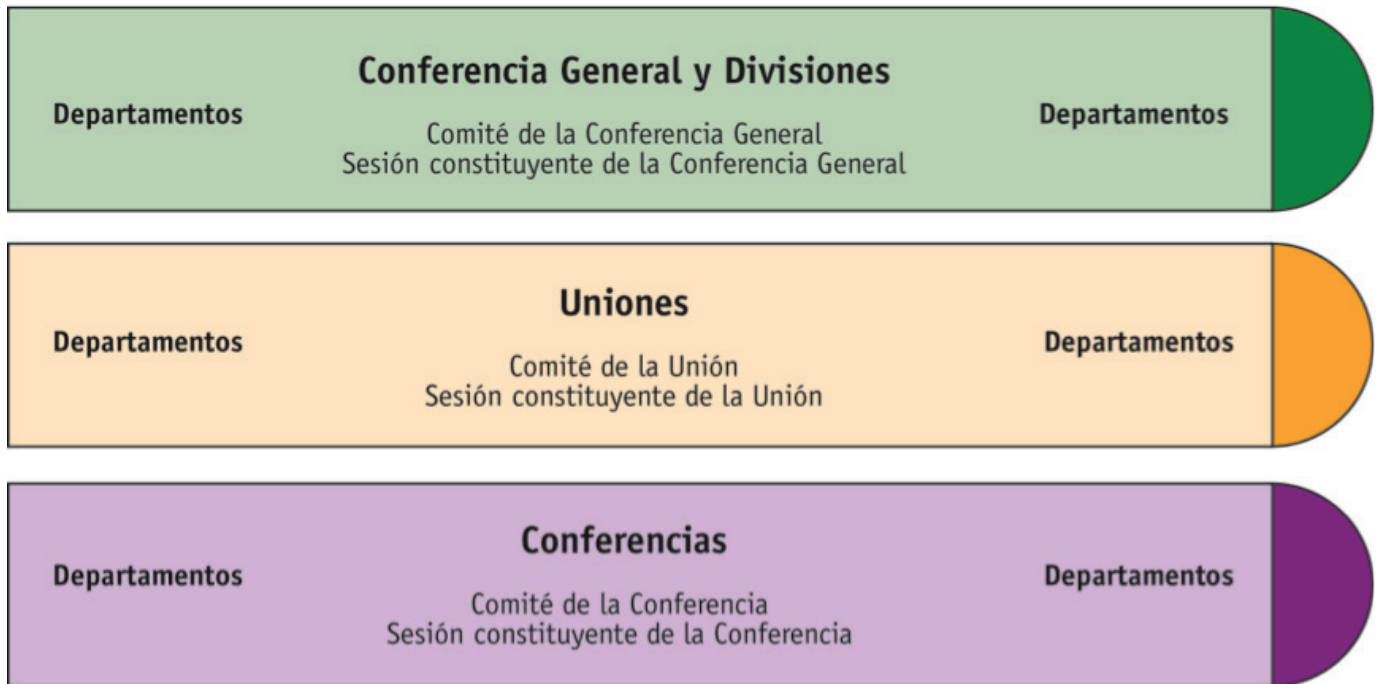 Conferencia General y Divisiones
Departamentos
Comité de la Conferencia General
Sesión constituyente de la Conferencia General
Departamentos
Uniones
Departamentos
Comité de la Unión
Sesión constituyente de la Unión
Departamentos
Conferencias
Departamentos
Comité de la Conferencia
Sesión constituyente de la Conferencia
Departamentos